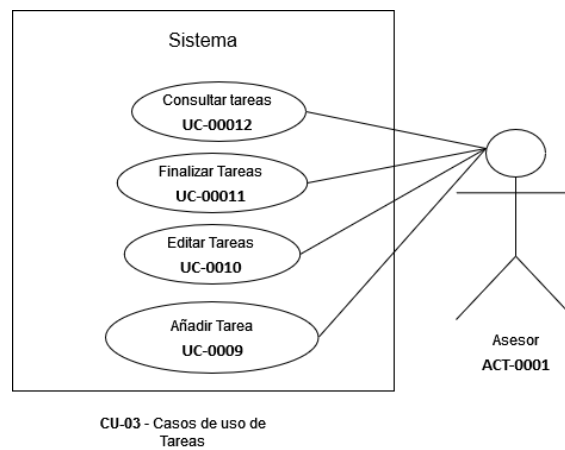 Sistema
Consultar tareas
UC-00012
Finalizar Tareas
UC-00011
Editar Tareas
UC-0010
Añadir Tarea
UC-0009
Asesor
ACT-0001
CU-03 - Casos de uso de
Tareas